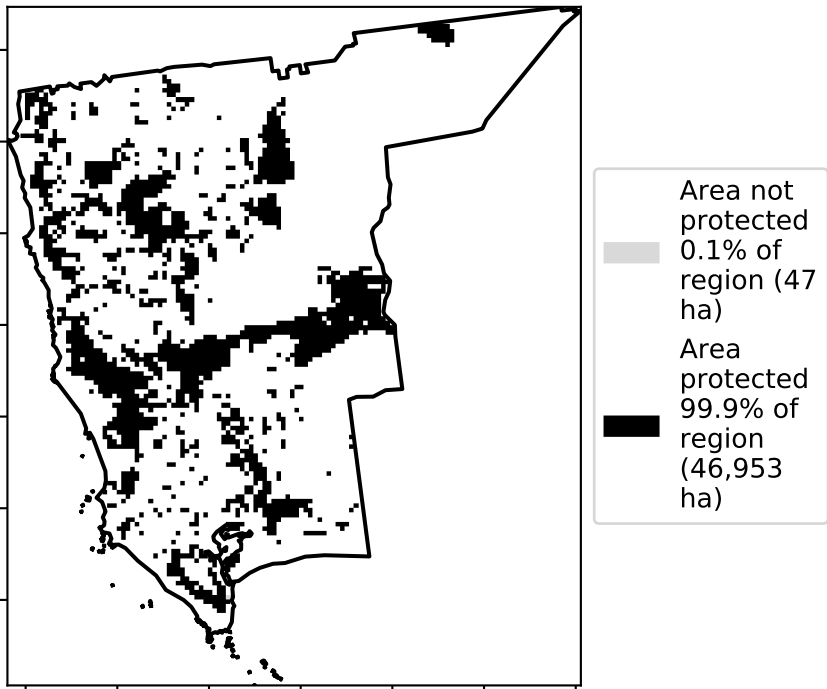 Area not
protected
0.1% of
region (47
ha)
Area
protected
99.9% of
region
(46,953
ha)